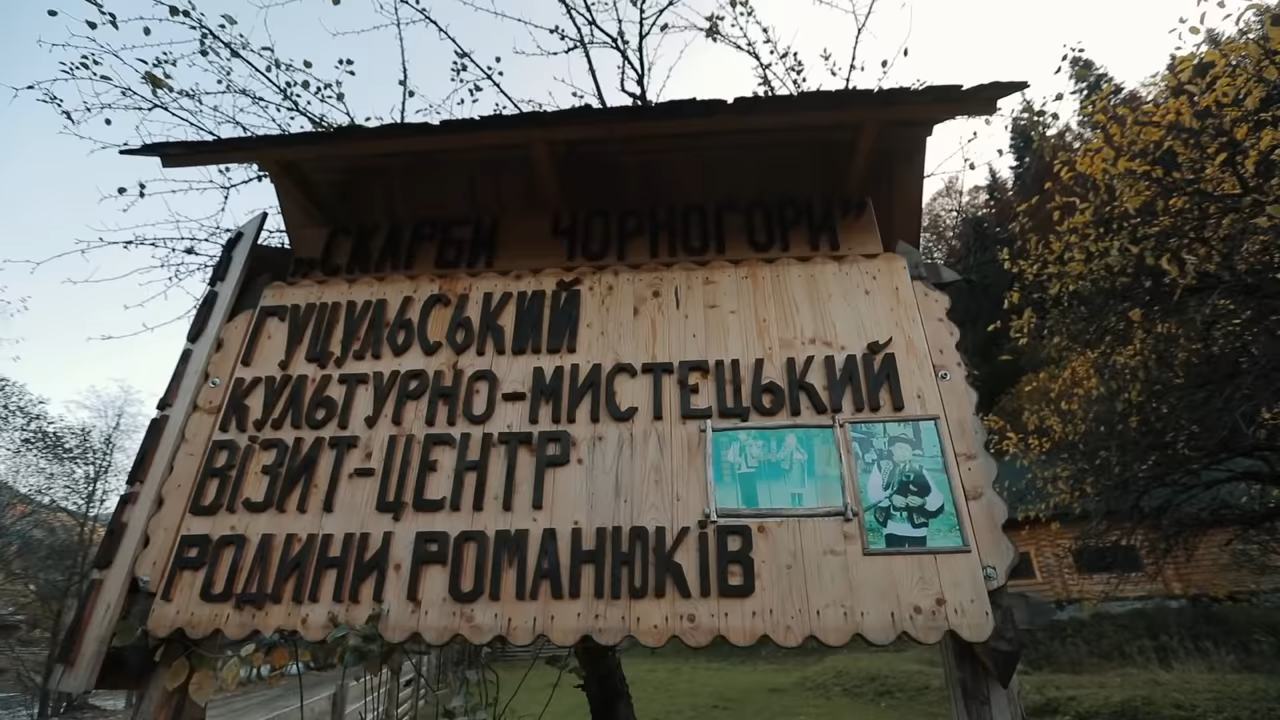 „СКАРБИ ЧОРНОГОРИ”
ГУЦУЛЬСЬКИЙ
КУЛЬТУРНО-МИСТЕЦЬКИЙ
ВІЗИТ-ЦЕНТР
РОДИНИ РОМАНЮКІВ